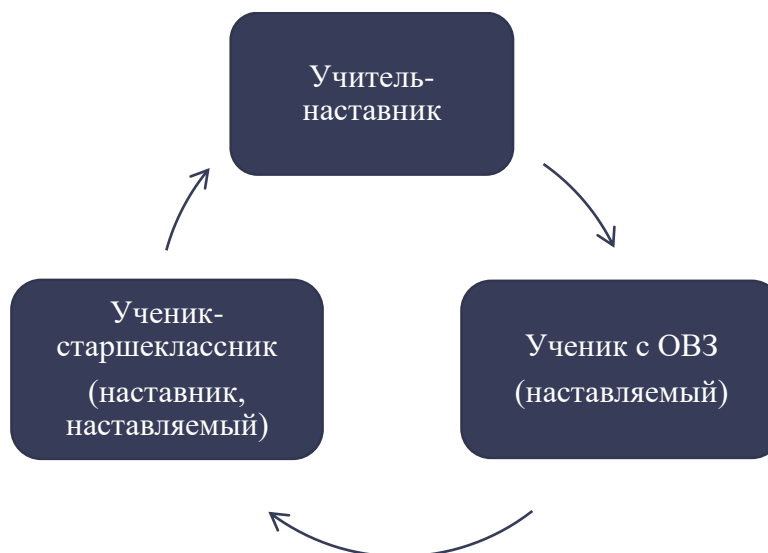 Учитель-
наставник
Ученик-
старшеклассник
(наставник,
наставляемый)
Ученик с ОВЗ
(наставляемый)